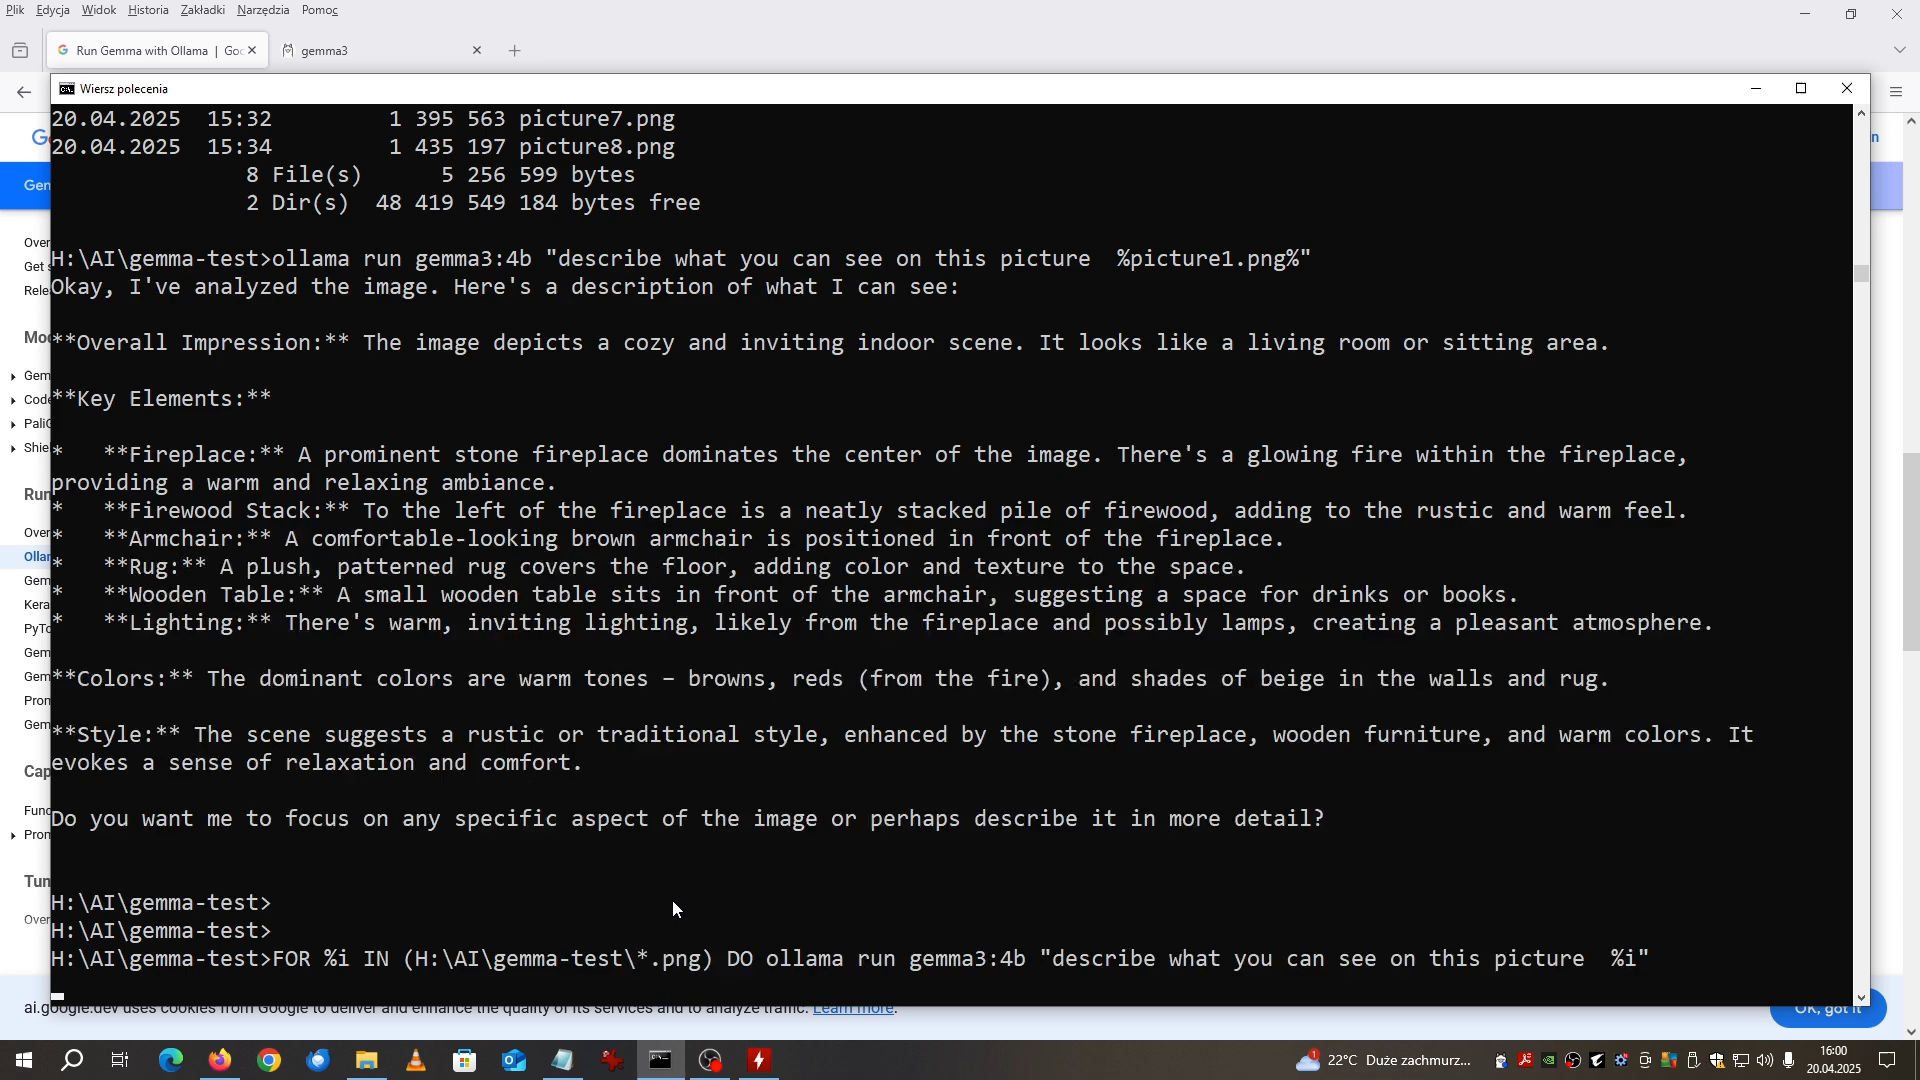 Plik Edycja Widok Historia Zakładki Narzędzia Pomoc
Run Gemma with Ollama | Goo
gemma3
Wiersz polecenia
20.04.2025  15:32         1 395 563 picture7.png
20.04.2025  15:34         1 435 197 picture8.png
8 File(s)      5 256 599 bytes
2 Dir(s)  48 419 549 184 bytes free
H:\AI\gemma-test>ollama run gemma3:4b "describe what you can see on this picture  %picture1.png%"
Okay, I've analyzed the image. Here's a description of what I can see:
**Overall Impression:** The image depicts a cozy and inviting indoor scene. It looks like a living room or sitting area.
**Key Elements:**
*   **Fireplace:** A prominent stone fireplace dominates the center of the image. There's a glowing fire within the fireplace,
providing a warm and relaxing ambiance.
*   **Firewood Stack:** To the left of the fireplace is a neatly stacked pile of firewood, adding to the rustic and warm feel.
*   **Armchair:** A comfortable-looking brown armchair is positioned in front of the fireplace.
*   **Rug:** A plush, patterned rug covers the floor, adding color and texture to the space.
*   **Wooden Table:** A small wooden table sits in front of the armchair, suggesting a space for drinks or books.
*   **Lighting:** There's warm, inviting lighting, likely from the fireplace and possibly lamps, creating a pleasant atmosphere.
**Colors:** The dominant colors are warm tones – browns, reds (from the fire), and shades of beige in the walls and rug.
**Style:** The scene suggests a rustic or traditional style, enhanced by the stone fireplace, wooden furniture, and warm colors. It
evokes a sense of relaxation and comfort.
Do you want me to focus on any specific aspect of the image or perhaps describe it in more detail?
H:\AI\gemma-test>
H:\AI\gemma-test>
H:\AI\gemma-test>FOR %i IN (H:\AI\gemma-test\*.png) DO ollama run gemma3:4b "describe what you can see on this picture  %i"
ai.google.dev uses cookies from Google to deliver and enhance the quality of its services and to analyze traffic. Learn more.
OK, got it
22°C Duże zachmurz...
16:00
20.04.2025